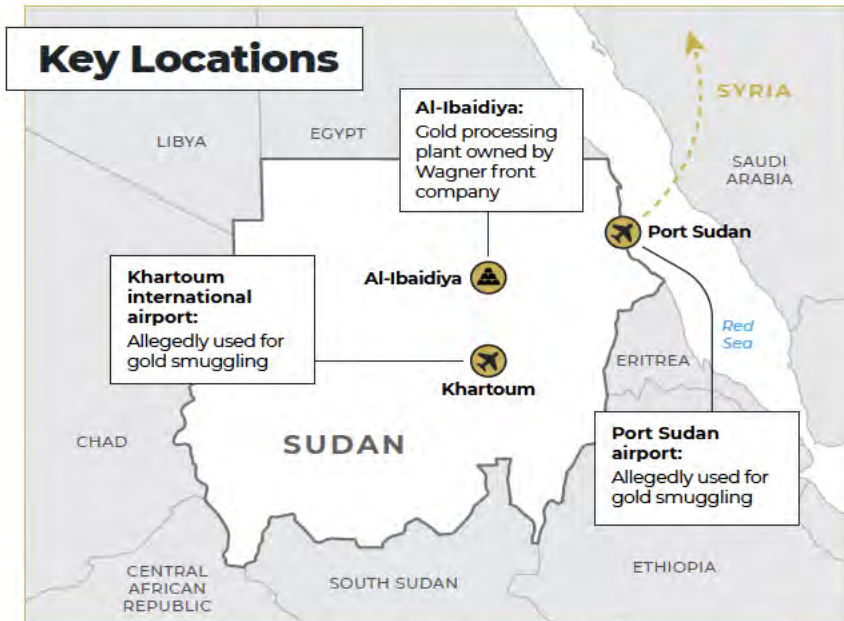 Key Locations
LIBYA
EGYPT
Al-Ibaidiya:
Gold processing
plant owned by
Wagner front
company
SYRIA
SAUDI
ARABIA
Port Sudan
Khartoum
international
airport:
Allegedly used for
gold smuggling
Al-Ibaidiya
Red
Sea
ERITREA
Khartoum
CHAD
SUDAN
Port Sudan
airport:
Allegedly used for
gold smuggling
CENTRAL
AFRICAN
REPUBLIC
SOUTH SUDAN
ETHIOPIA